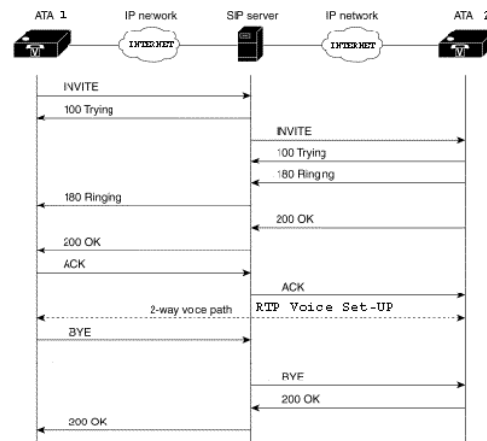 ATA 1
IP network
SIP server
IP network
ATA 2
INTERNET
INTERNET
V
V
INVITE
100 Trying
INVITE
100 Trying
180 Ringing
180 Ringing
200 OK
200 OK
ACK
ACK
2-way voice path
RTP Voice Set-UP
BYE
BYE
200 OK
200 OK